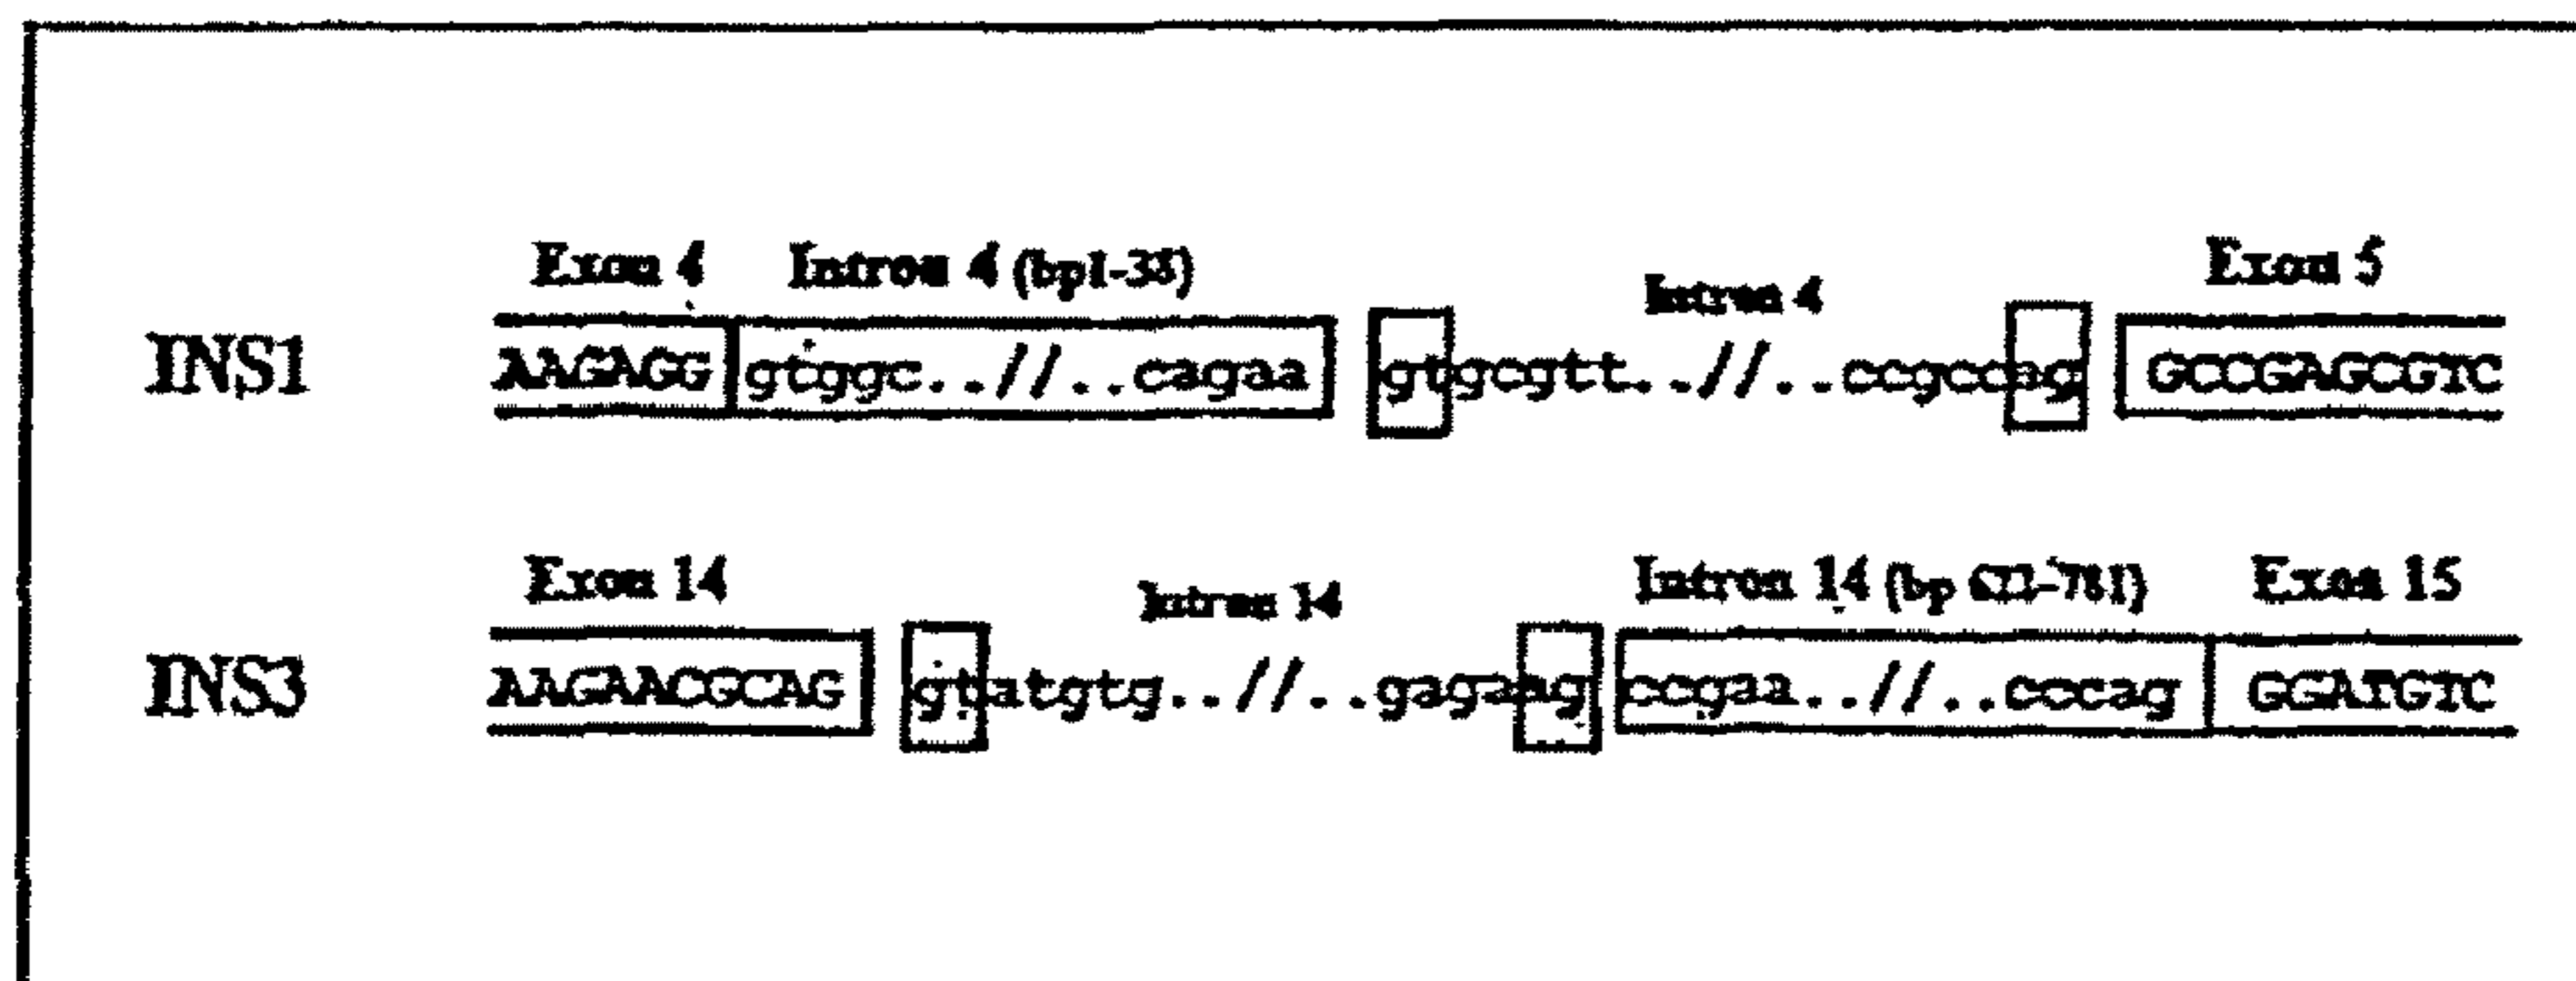 Exon 4 Intron 4 (bp1-38) Intron 4 Exon 5
INS1 AAGAGG gtggc..//..cagaa gtgcgtt..//..ccgccag GCCGAGCGTC
Exon 14 Intron 14 Intron 14 (bp Exon 15
INS3 AAGAACGCAG gtatgtg..//..gagaag ccgaa..//..cccag GGATGTC